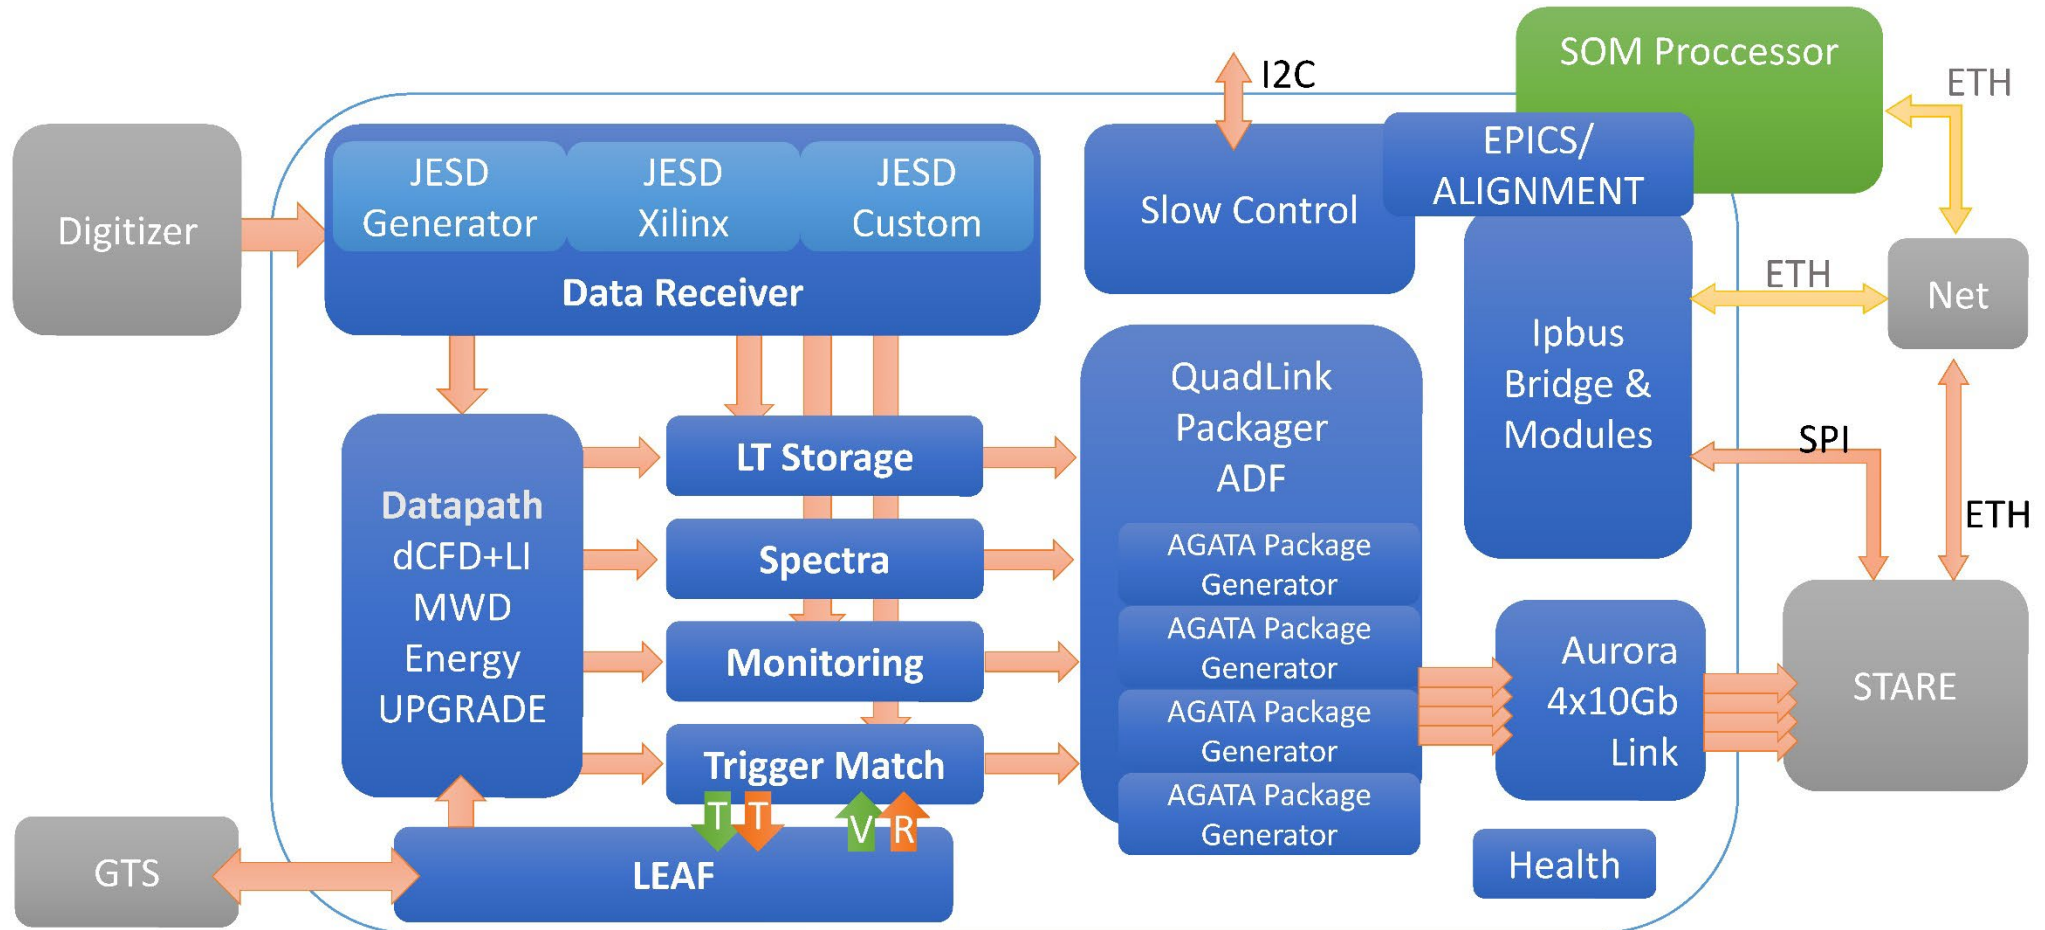 SOM Proccessor
I2C
ETH
Digitizer
JESD
Generator
JESD
Xilinx
JESD
Custom
Data Receiver
Slow Control
EPICS/
ALIGNMENT
ETH
Net
Ipbus
Bridge &
Modules
SPI
ETH
Datapath
dCFD+LI
MWD
Energy
UPGRADE
LT Storage
Spectra
Monitoring
Trigger Match
T
T
V
R
QuadLink
Packager
ADF
AGATA Package
Generator
AGATA Package
Generator
AGATA Package
Generator
AGATA Package
Generator
Aurora
4x10Gb
Link
STARE
GTS
LEAF
Health